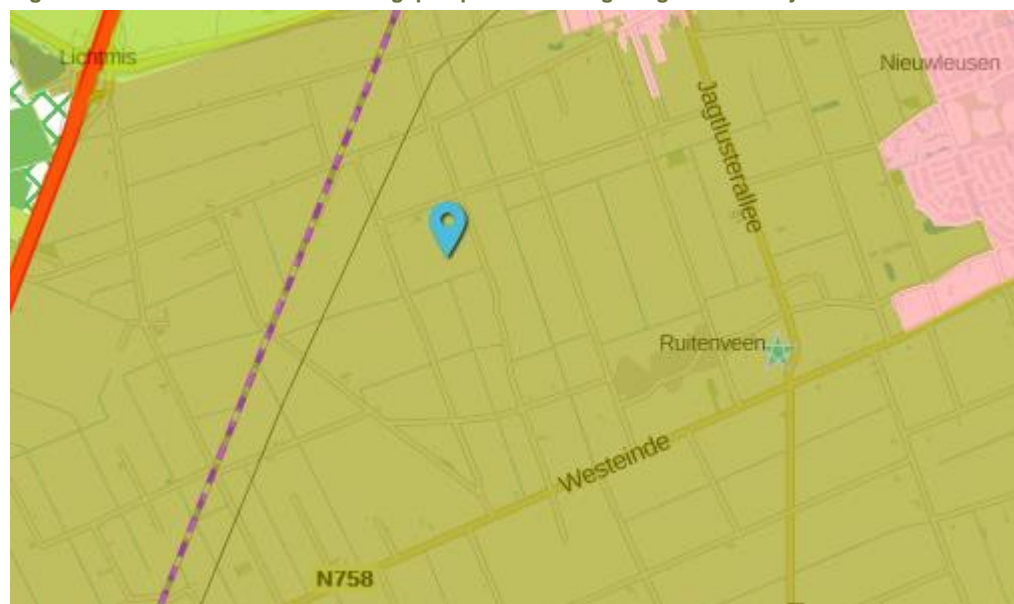 Lichtmis
Nieuwleusen
Jagtlusterallee
Ruitenveen
Westeinde
N758